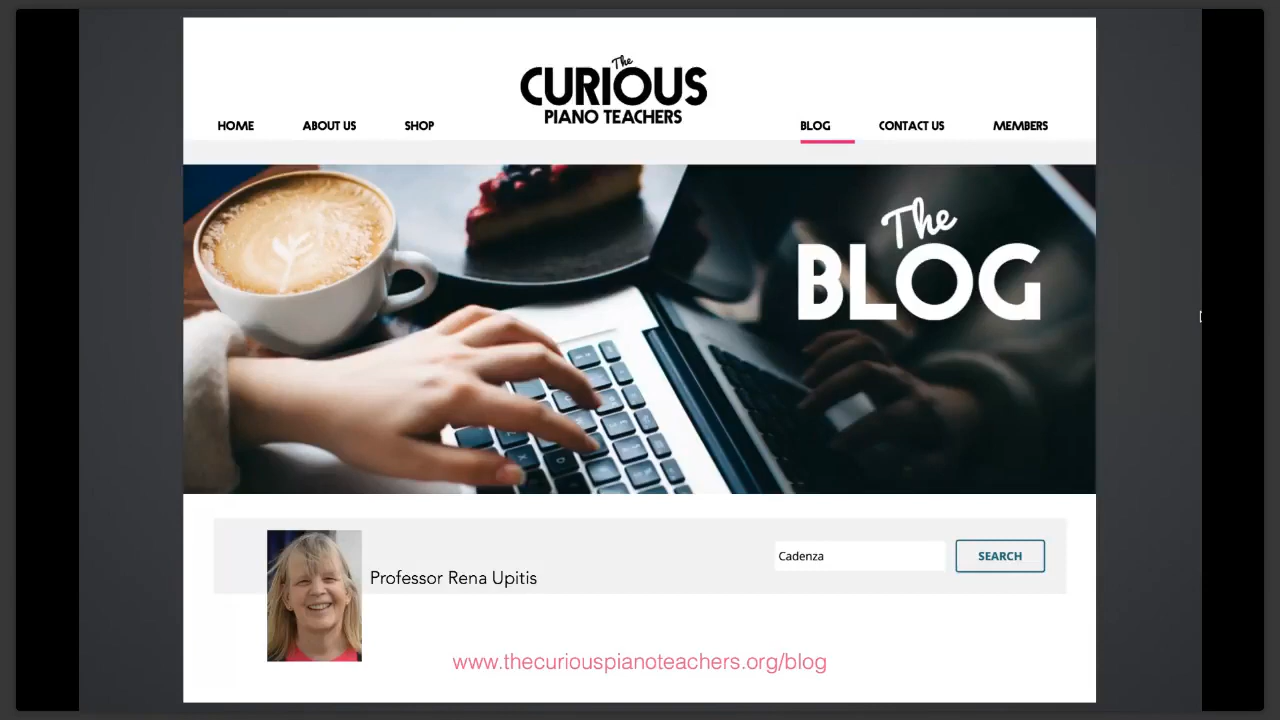 The
CURIOUS
PIANO TEACHERS
HOME ABOUT US SHOP BLOG CONTACT US MEMBERS
The
BLOG
Cadenza SEARCH
Professor Rena Upitis
www.thecuriouspianoteachers.org/blog